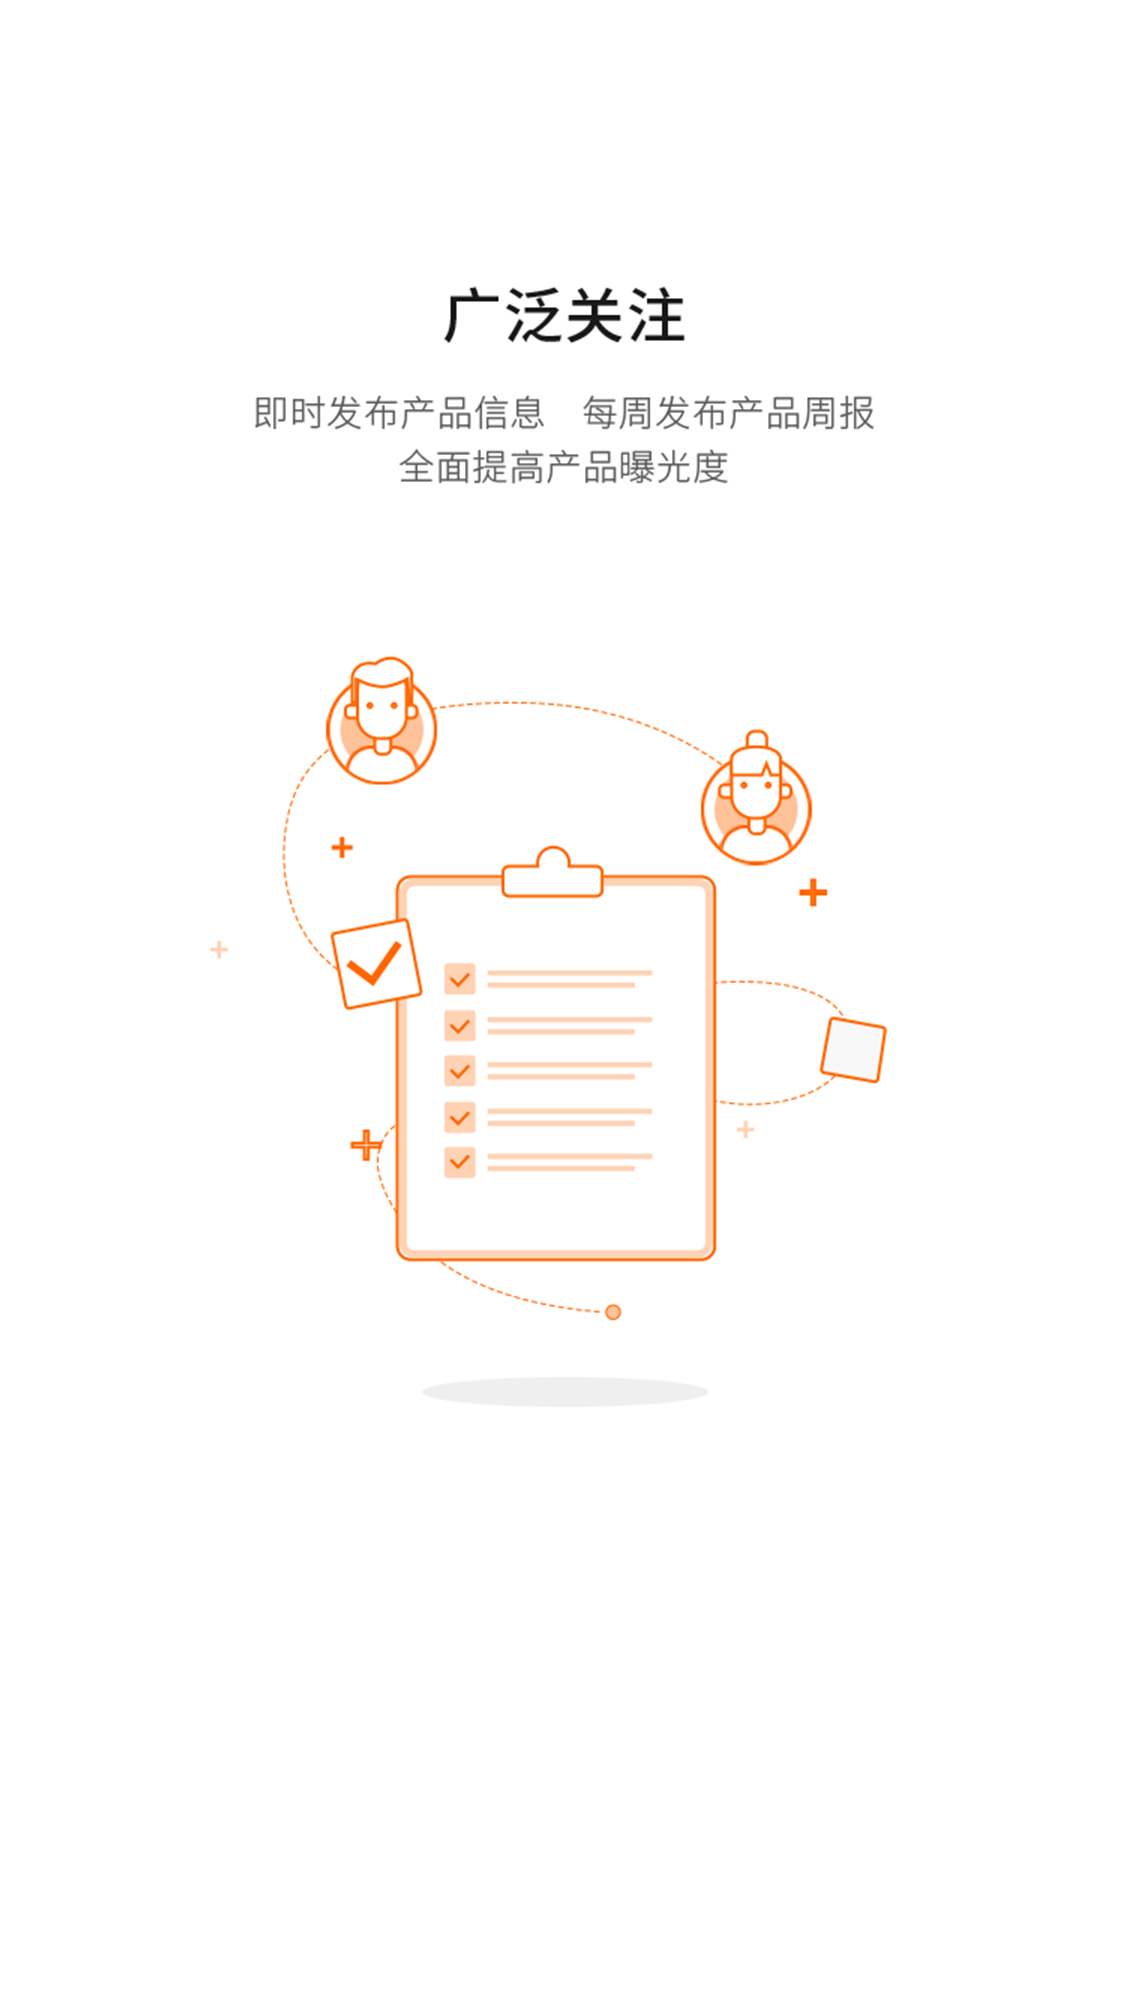 广泛关注
即时发布产品信息　每周发布产品周报
全面提高产品曝光度